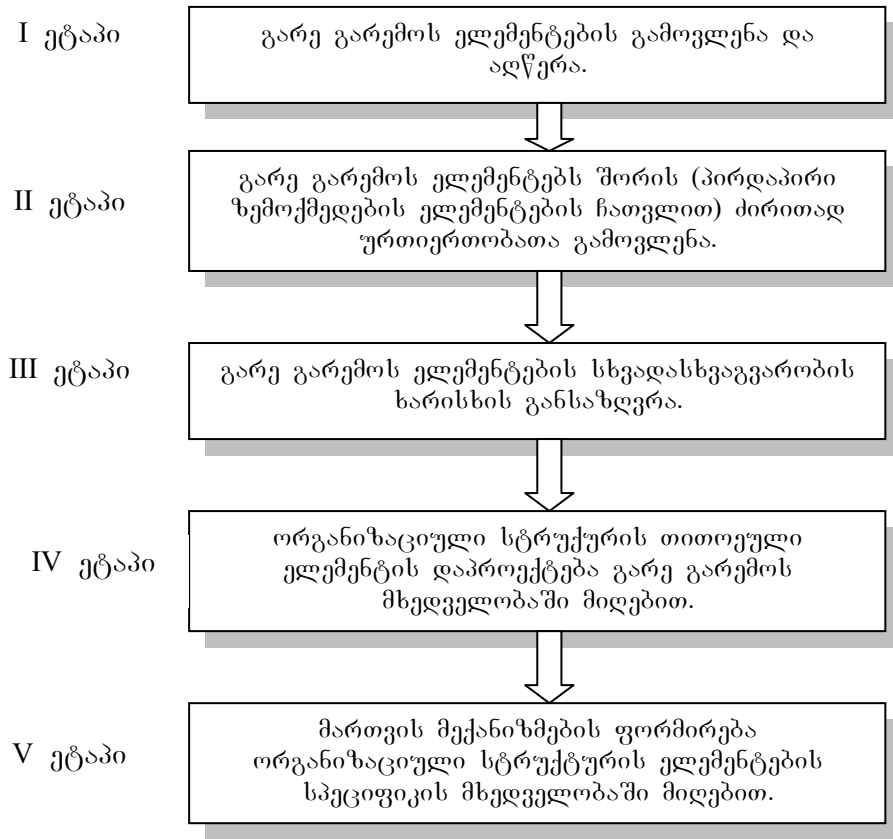 I ეტაპი
გარე გარემოს ელემენტების გამოვლენა და
აღწერა.
II ეტაპი
გარე გარემოს ელემენტებს შორის (პირდაპირი
ზემოქმედების ელემენტების ჩათვლით) ძირითად
ურთიერთობათა გამოვლენა.
III ეტაპი
გარე გარემოს ელემენტების სხვადასხვაგვარობის
ხარისხის განსაზღვრა.
IV ეტაპი
ორგანიზაციული სტრუქურის თითოეული
ელემენტის დაპროექტება გარე გარემოს
მხედველობაში მიღებით.
V ეტაპი
მართვის მექანიზმების ფორმირება
ორგანიზაციული სტრუქტურის ელემენტების
სპეციფიკის მხედველობაში მიღებით.